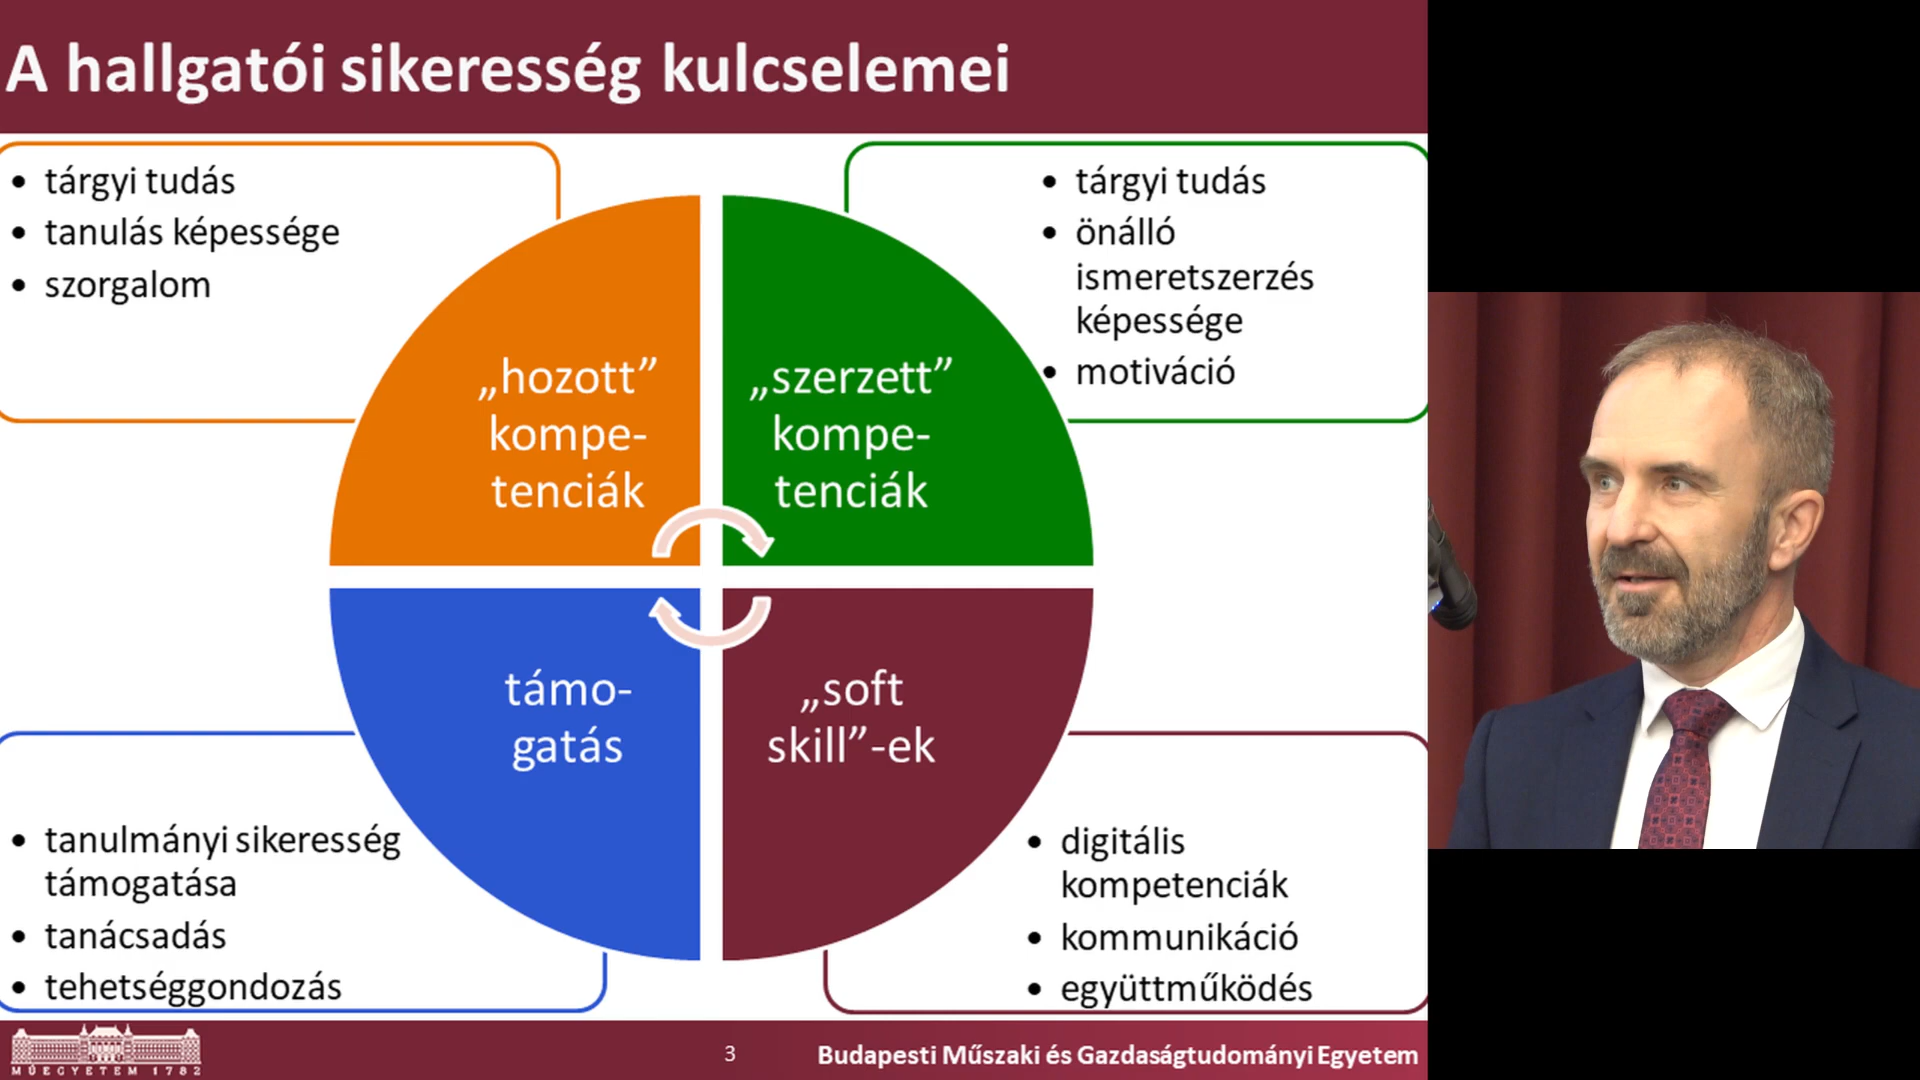 A hallgatói sikeresség kulcselemei
• tárgyi tudás
• tanulás képessége
• szorgalom
• tárgyi tudás
• önálló
ismeretszerzés
képessége
• motiváció
„hozott”
kompe-
tenciák
„szerzett”
kompe-
tenciák
támo-
gatás
„soft
skill”-ek
• tanulmányi sikeresség
támogatása
• tanácsadás
• tehetséggondozás
• digitális
kompetenciák
• kommunikáció
• együttműködés
MŰEGYETEM 1782
3
Budapesti Műszaki és Gazdaságtudományi Egyetem